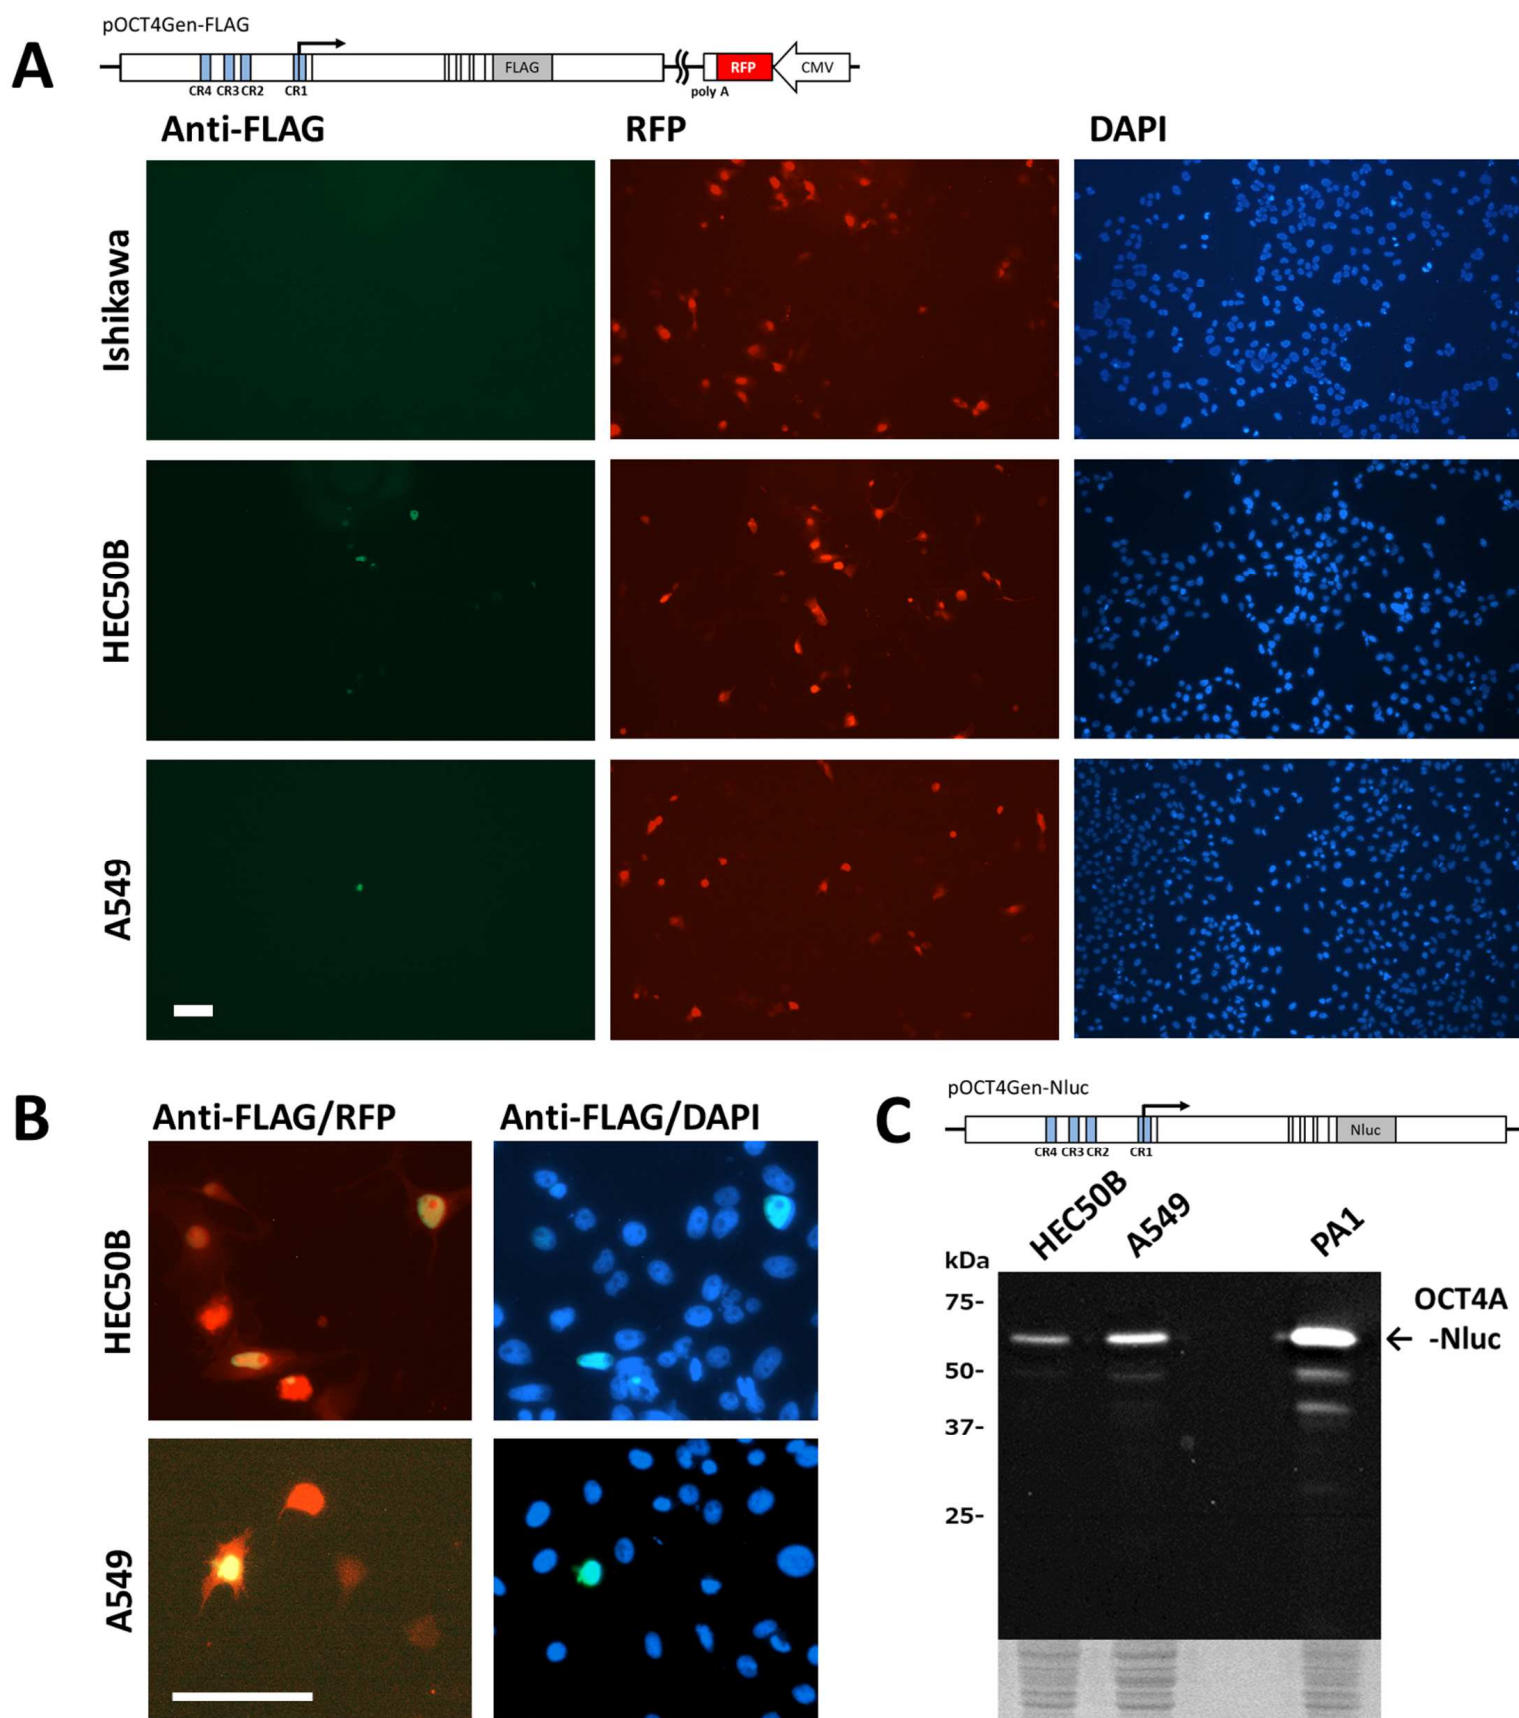 A
pOCT4Gen-FLAG
FLAG
RFP
CMV
CR4 CR3 CR2 CR1
poly A
Anti-FLAG RFP DAPI
Ishikawa
HEC50B
A549
B
Anti-FLAG/RFP Anti-FLAG/DAPI
HEC50B
A549
C
pOCT4Gen-Nluc
Nluc
CR4 CR3 CR2 CR1
HEC50B A549 PA1
kDa
75-
50-
37-
25-
OCT4A
← -Nluc